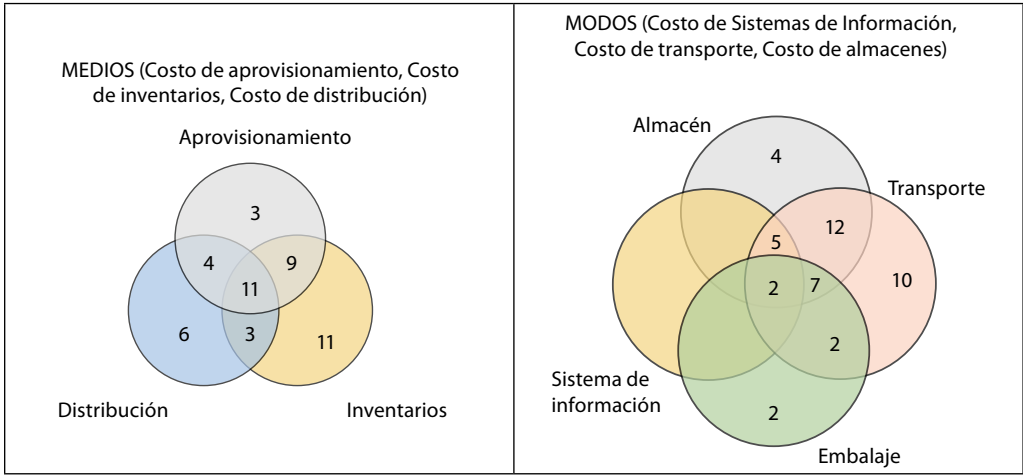 MEDIOS (Costo de aprovisionamiento, Costo
de inventarios, Costo de distribución)
Aprovisionamiento
3
4
9
11
6
3
11
Distribución
Inventarios
MODOS (Costo de Sistemas de Información,
Costo de transporte, Costo de almacenes)
Almacén
4
Transporte
12
5
10
2
7
2
Sistema de
información
2
Embalaje